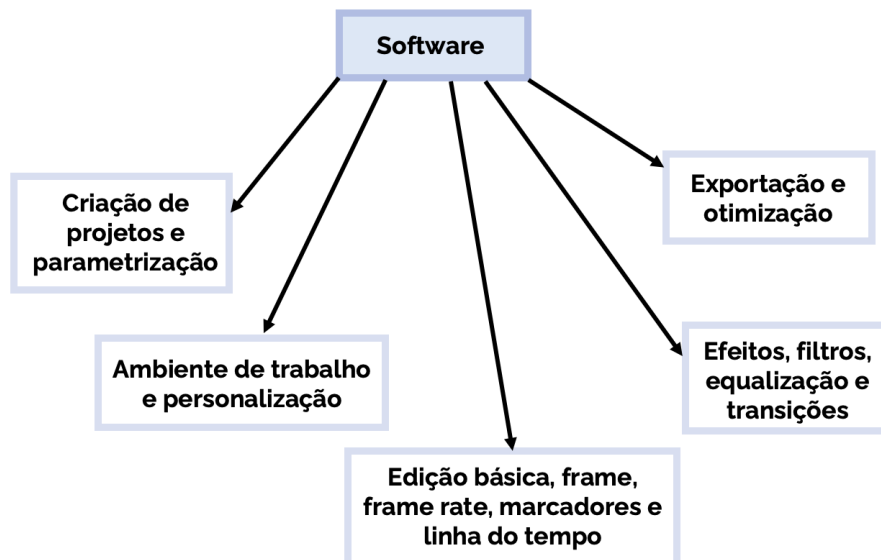 Software
Criação de
projetos e
parametrização
Ambiente de trabalho
e personalização
Edição básica, frame,
frame rate, marcadores e
linha do tempo
Efeitos, filtros,
equalização e
transições
Exportação e
otimização